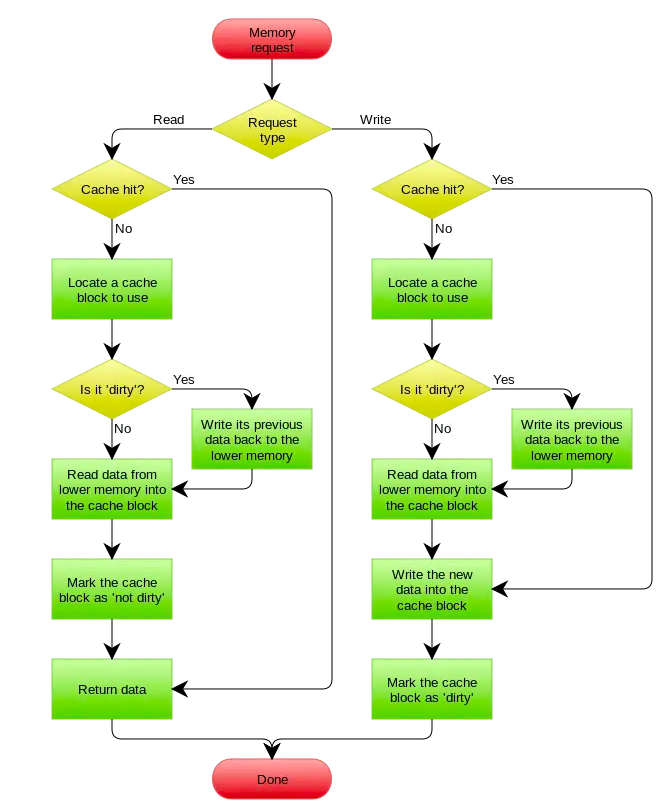 Memory
request
Request
type
Read
Write
Cache hit?
Yes
No
Locate a cache
block to use
Is it 'dirty'?
Yes
No
Write its previous
data back to the
lower memory
Read data from
lower memory into
the cache block
Mark the cache
block as 'not dirty'
Return data
Cache hit?
Yes
No
Locate a cache
block to use
Is it 'dirty'?
Yes
No
Write its previous
data back to the
lower memory
Read data from
lower memory into
the cache block
Write the new
data into the
cache block
Mark the cache
block as 'dirty'
Done